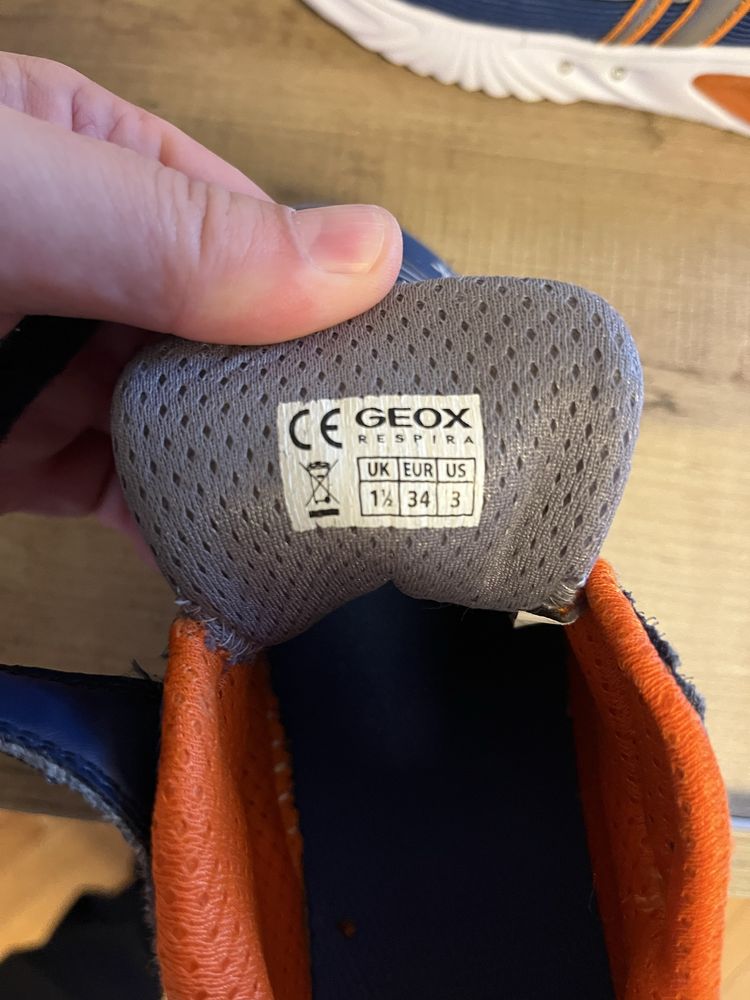 CE GEOX
RESPIRA
UK EUR US
1½ 34 3